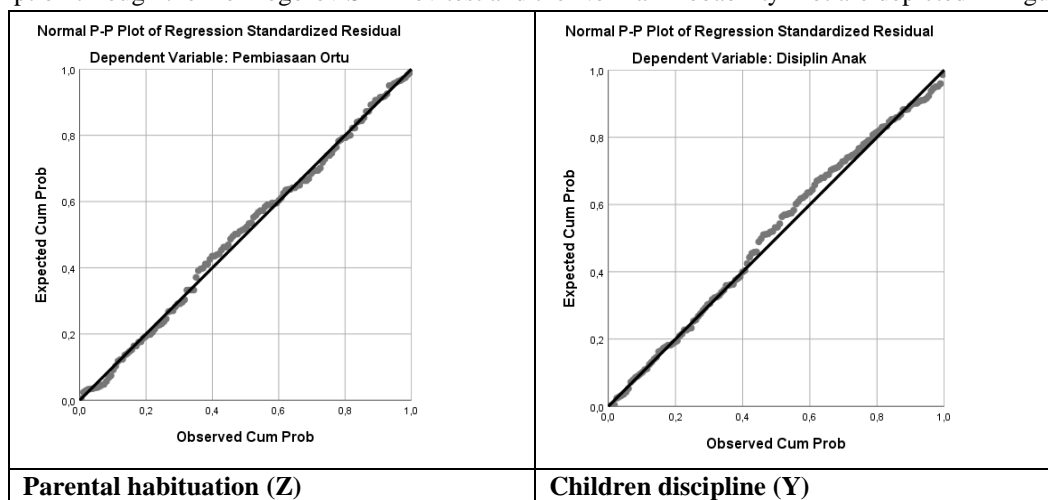 Normal P-P Plot of Regression Standardized Residual
Dependent Variable: Pembiasaan Ortu
1,0
0,8
0,6
0,4
0,2
0,0
Expected Cum Prob
0,0 0,2 0,4 0,6 0,8 1,0
Observed Cum Prob
Parental habituation (Z)
Normal P-P Plot of Regression Standardized Residual
Dependent Variable: Disiplin Anak
1,0
0,8
0,6
0,4
0,2
0,0
Expected Cum Prob
0,0 0,2 0,4 0,6 0,8 1,0
Observed Cum Prob
Children discipline (Y)